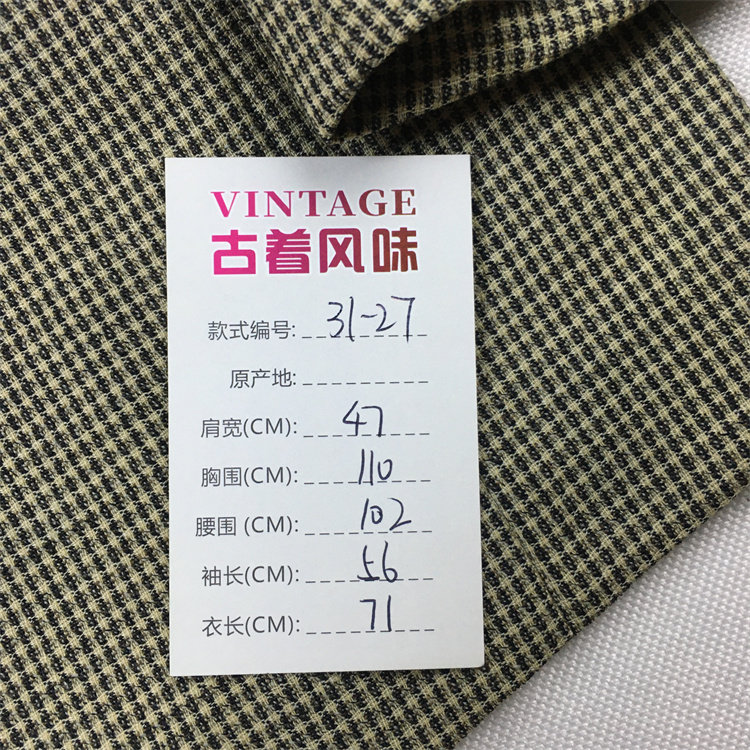 VINTAGE
古着风味
款式编号: 31-27
原产地:
肩宽(CM): 47
胸围(CM): 110
腰围 (CM): 102
袖长(CM): 56
衣长(CM): 71